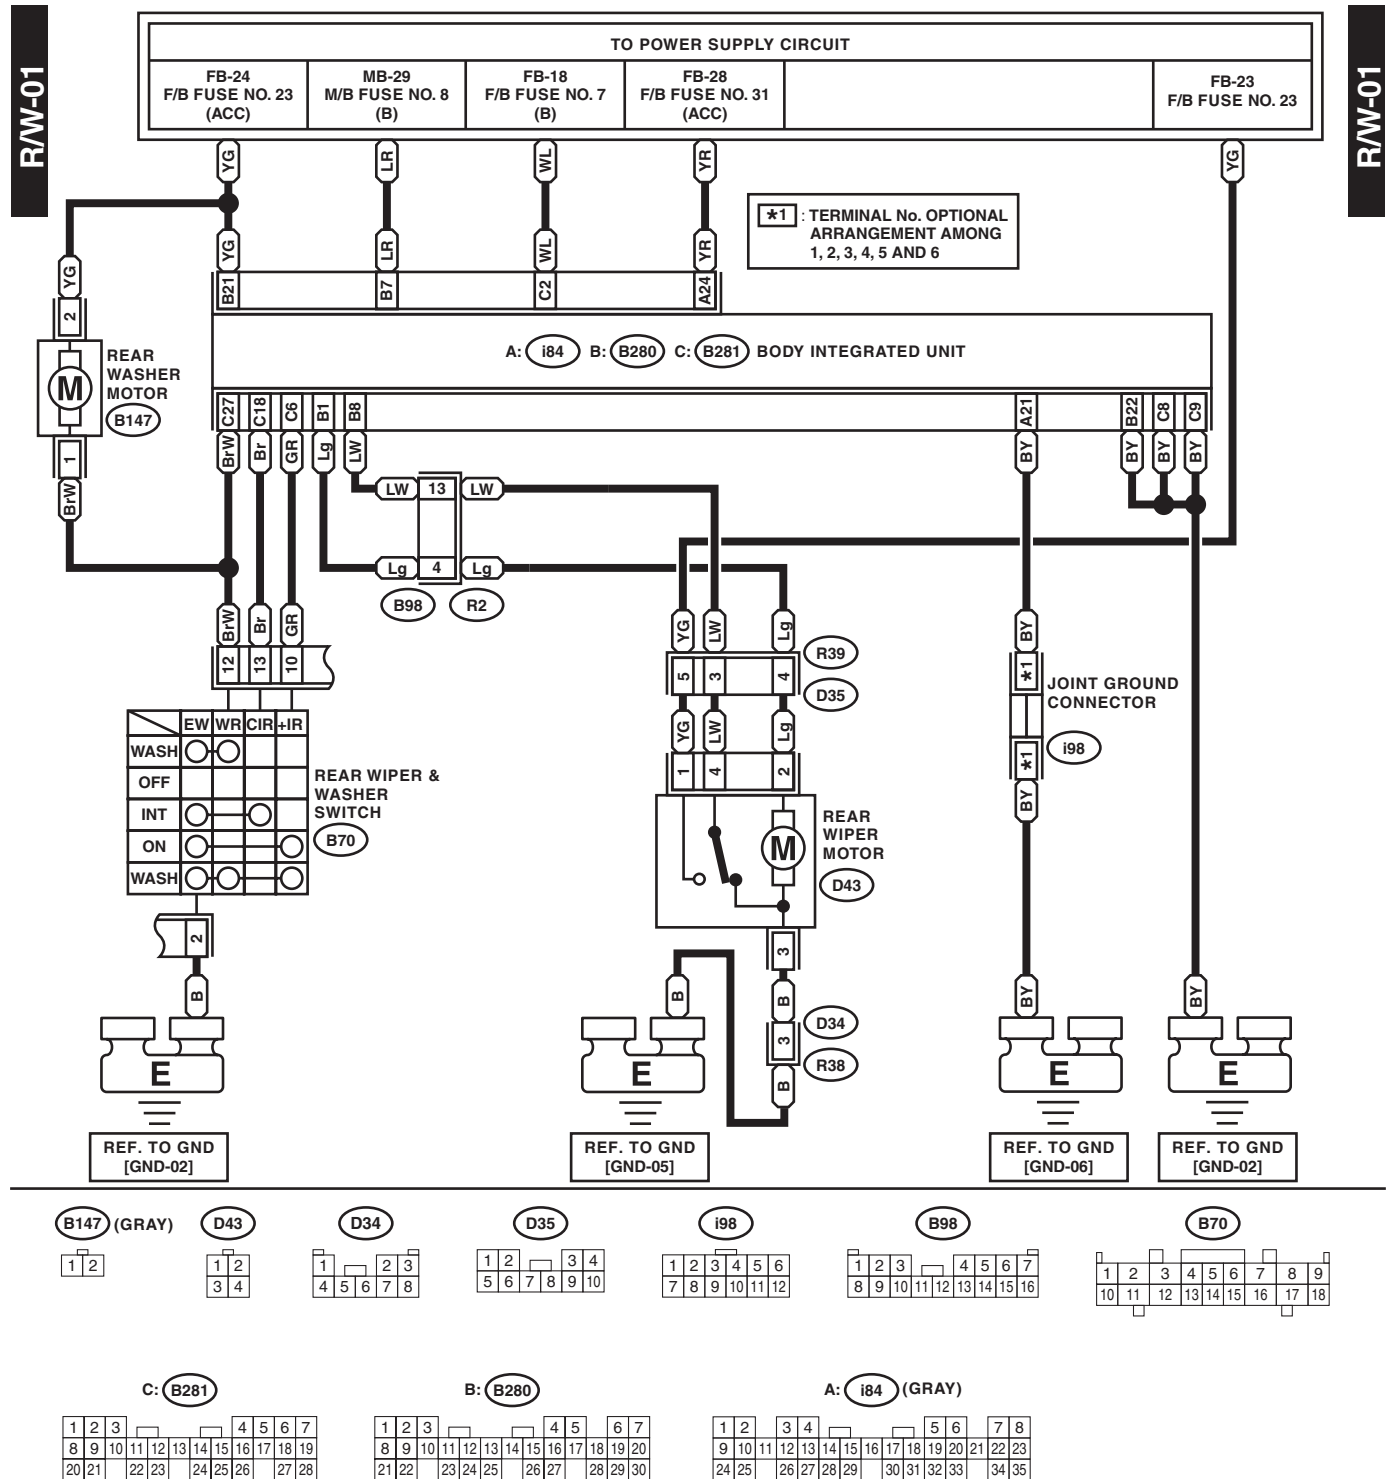 R/W-01
R/W-01
TO POWER SUPPLY CIRCUIT
FB-24
F/B FUSE NO. 23
(ACC)
MB-29
M/B FUSE NO. 8
(B)
FB-18
F/B FUSE NO. 7
(B)
FB-28
F/B FUSE NO. 31
(ACC)
FB-23
F/B FUSE NO. 23
YG LR WL YR YG
*1 : TERMINAL No. OPTIONAL
ARRANGEMENT AMONG
1, 2, 3, 4, 5 AND 6
YG LR WL YR
B21 B7 C2 A24
YG
2
M
REAR
WASHER
MOTOR
B147
1
BrW
A: i84 B: B280 C: B281 BODY INTEGRATED UNIT
C27 C18 C6 B1 B8 A21 B22 C8 C9
BrW Br GR Lg LW BY BY BY BY
LW 13 LW
Lg 4 Lg
B98 R2
BrW Br GR
12 13 10
YG LW Lg
R39
5 3 4
D35
YG LW Lg
1 4 2
BY
*1
JOINT GROUND
CONNECTOR
*1
i98
BY
EW WR CIR +IR
WASH
OFF
INT
ON
WASH
REAR WIPER &
WASHER
SWITCH
B70
M
REAR
WIPER
MOTOR
D43
2
B
3
B
B
D34
3
R38
B
BY BY
E E E E
REF. TO GND
[GND-02]
REF. TO GND
[GND-05]
REF. TO GND
[GND-06]
REF. TO GND
[GND-02]
B147 (GRAY)
1 2
D43
1 2
3 4
D34
1 2 3
4 5 6 7 8
D35
1 2 3 4
5 6 7 8 9 10
i98
1 2 3 4 5 6
7 8 9 10 11 12
B98
1 2 3 4 5 6 7
8 9 10 11 12 13 14 15 16
B70
1 2 3 4 5 6 7 8 9
10 11 12 13 14 15 16 17 18
C: B281
1 2 3 4 5 6 7
8 9 10 11 12 13 14 15 16 17 18 19
20 21 22 23 24 25 26 27 28
B: B280
1 2 3 4 5 6 7
8 9 10 11 12 13 14 15 16 17 18 19 20
21 22 23 24 25 26 27 28 29 30
A: i84 (GRAY)
1 2 3 4 5 6 7 8
9 10 11 12 13 14 15 16 17 18 19 20 21 22 23
24 25 26 27 28 29 30 31 32 33 34 35